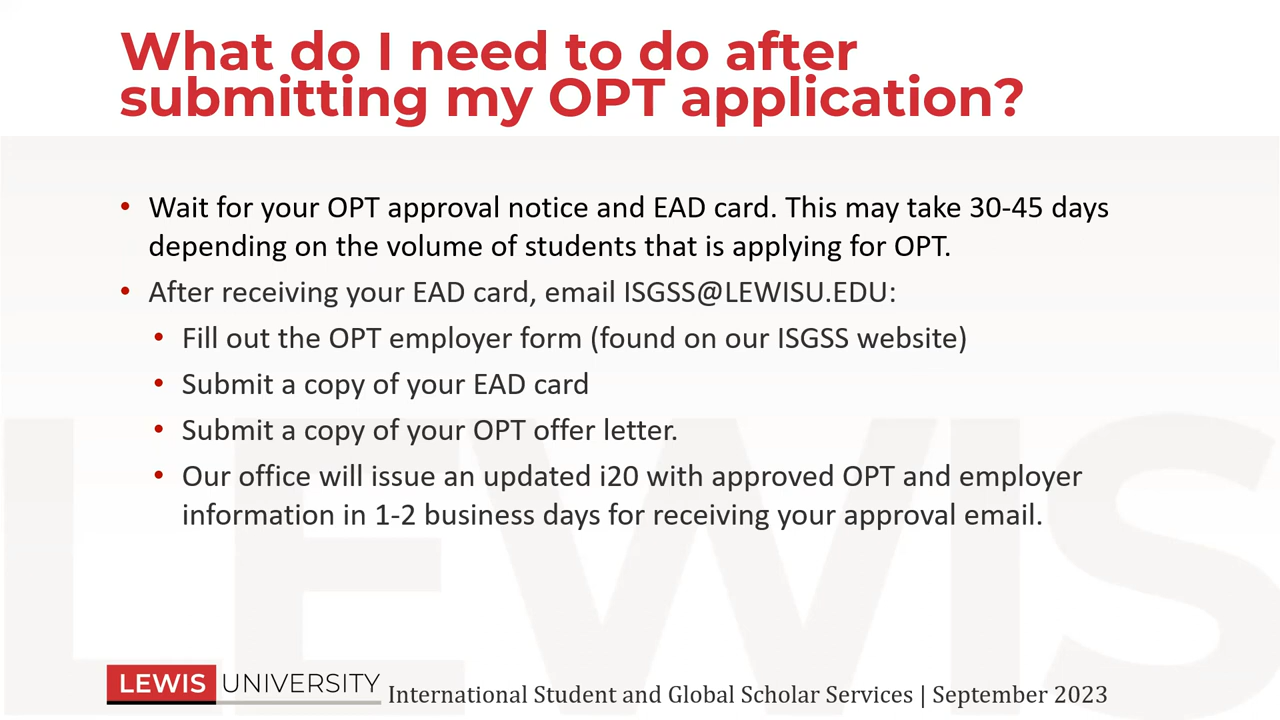 What do I need to do after
submitting my OPT application?
• Wait for your OPT approval notice and EAD card. This may take 30-45 days
depending on the volume of students that is applying for OPT.
• After receiving your EAD card, email ISGSS@LEWISU.EDU:
• Fill out the OPT employer form (found on our ISGSS website)
• Submit a copy of your EAD card
• Submit a copy of your OPT offer letter.
• Our office will issue an updated i20 with approved OPT and employer
information in 1-2 business days for receiving your approval email.
LEWIS
LEWIS UNIVERSITY International Student and Global Scholar Services | September 2023